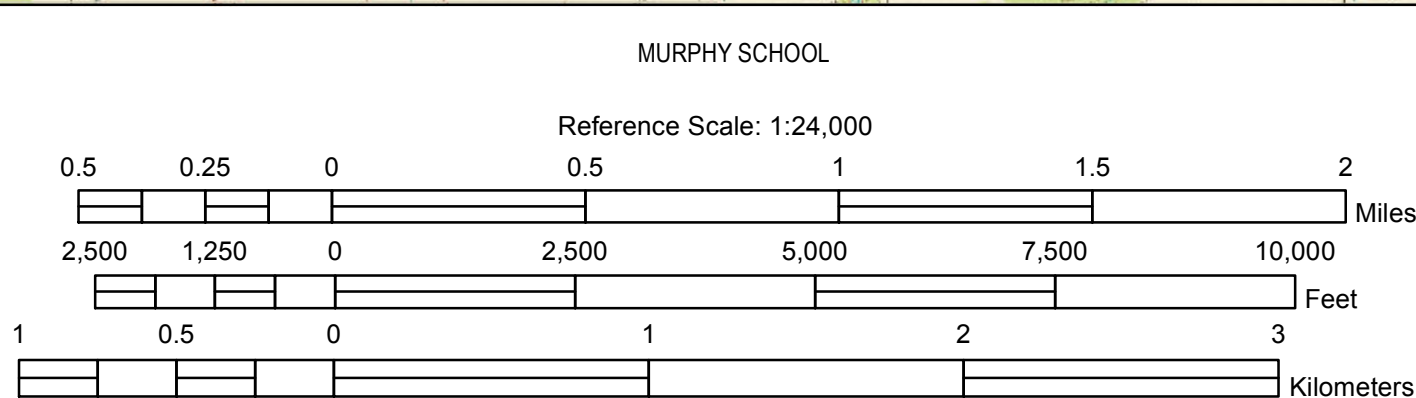 MURPHY SCHOOL
Reference Scale: 1:24,000
0.5 0.25 0 0.5 1 1.5 2
Miles
2,500 1,250 0 2,500 5,000 7,500 10,000
Feet
1 0.5 0 1 2 3
Kilometers